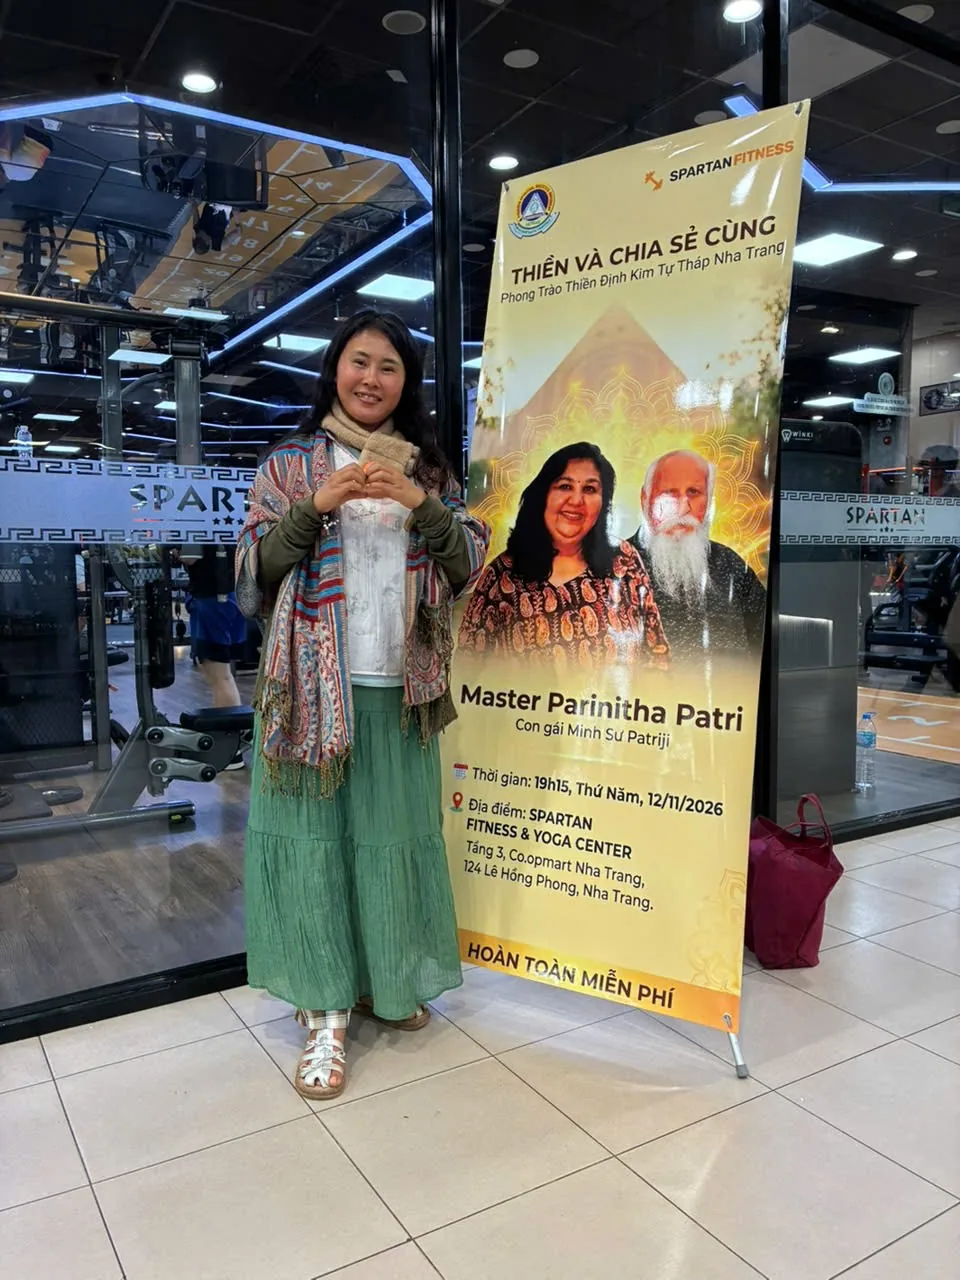 SPARTAN FITNESS
THIỀN VÀ CHIA SẺ CÙNG
Phong Trào Thiền Định Kim Tự Tháp Nha Trang
Master Parinitha Patri
Con gái Minh Sư Patriji
Thời gian: 19h15, Thứ Năm, 12/11/2026
Địa điểm: SPARTAN
FITNESS & YOGA CENTER
Tầng 3, Co.opmart Nha Trang,
124 Lê Hồng Phong, Nha Trang.
HOÀN TOÀN MIỄN PHÍ
SPARTAN
WINKI